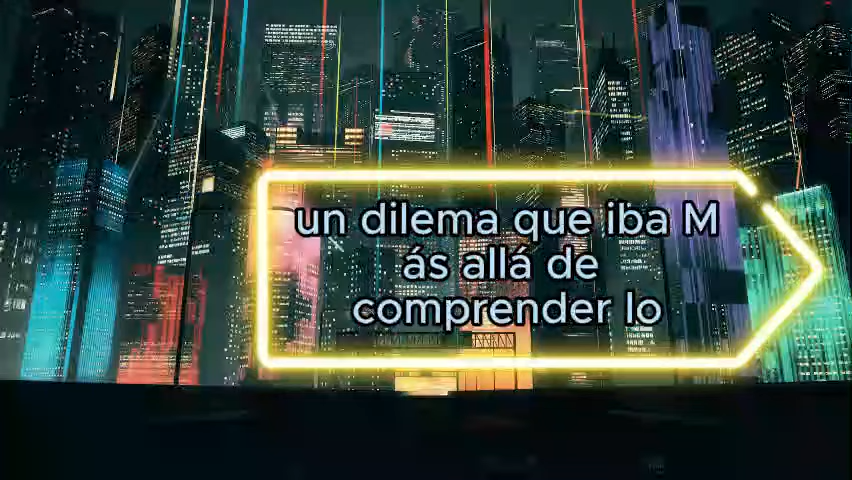 un dilema que iba M
ás allá de
comprender lo